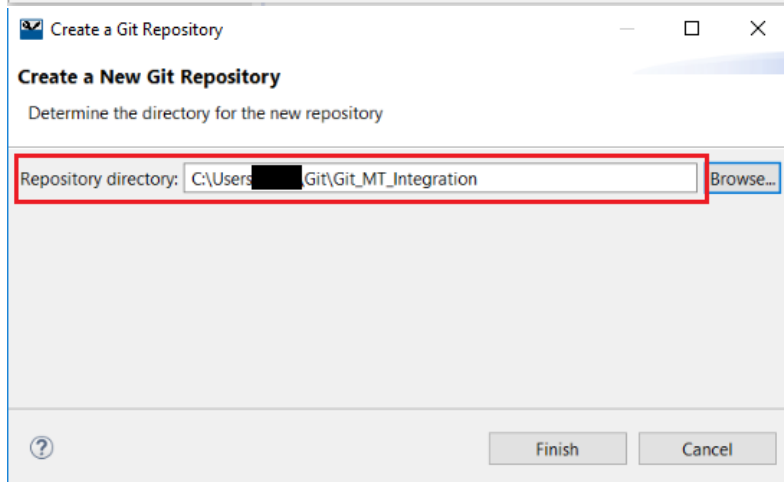 Create a Git Repository
Create a New Git Repository
Determine the directory for the new repository
Repository directory: C:\Users \Git\Git_MT_Integration Browse...
? Finish Cancel